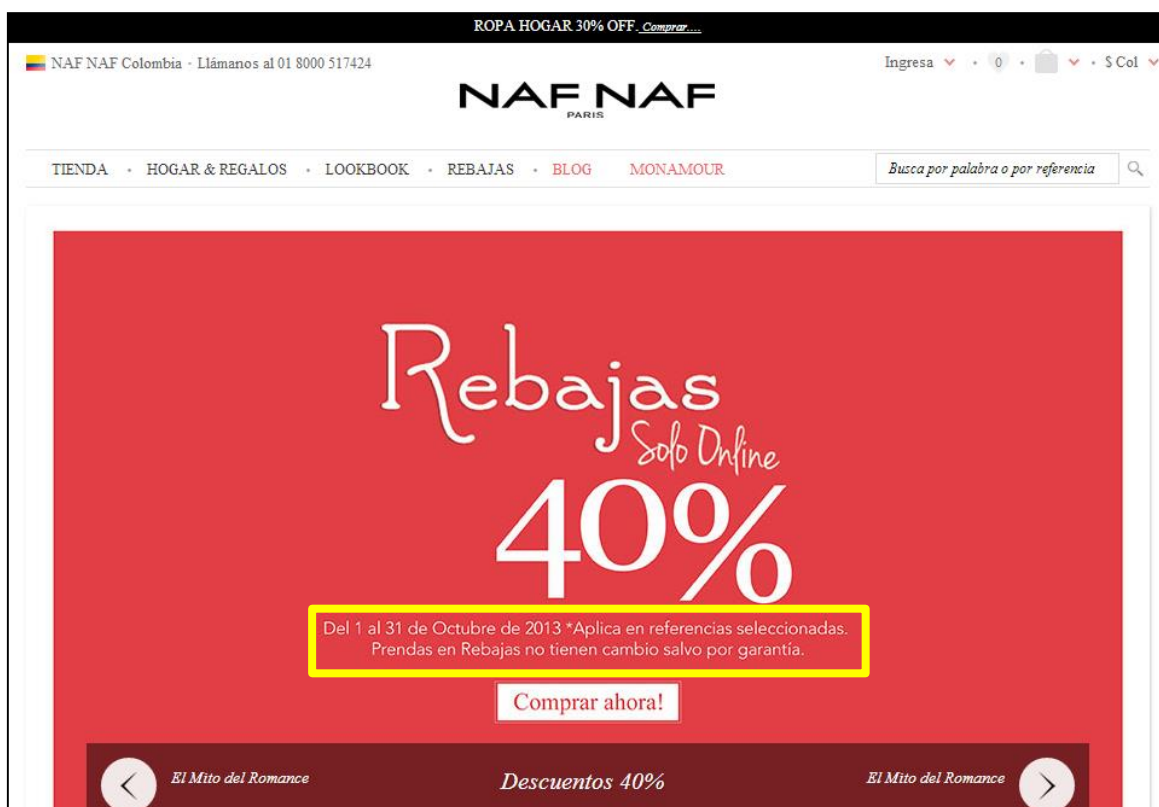 ROPA HOGAR 30% OFF. Comprar....
NAF NAF Colombia · Llámanos al 01 8000 517424
Ingresa · 0 · · $ Col
NAF NAF
PARIS
TIENDA · HOGAR & REGALOS · LOOKBOOK · REBAJAS · BLOG MONAMOUR
Busca por palabra o por referencia
Rebajas
Solo Online
40%
Del 1 al 31 de Octubre de 2013 *Aplica en referencias seleccionadas.
Prendas en Rebajas no tienen cambio salvo por garantía.
Comprar ahora!
El Mito del Romance Descuentos 40% El Mito del Romance